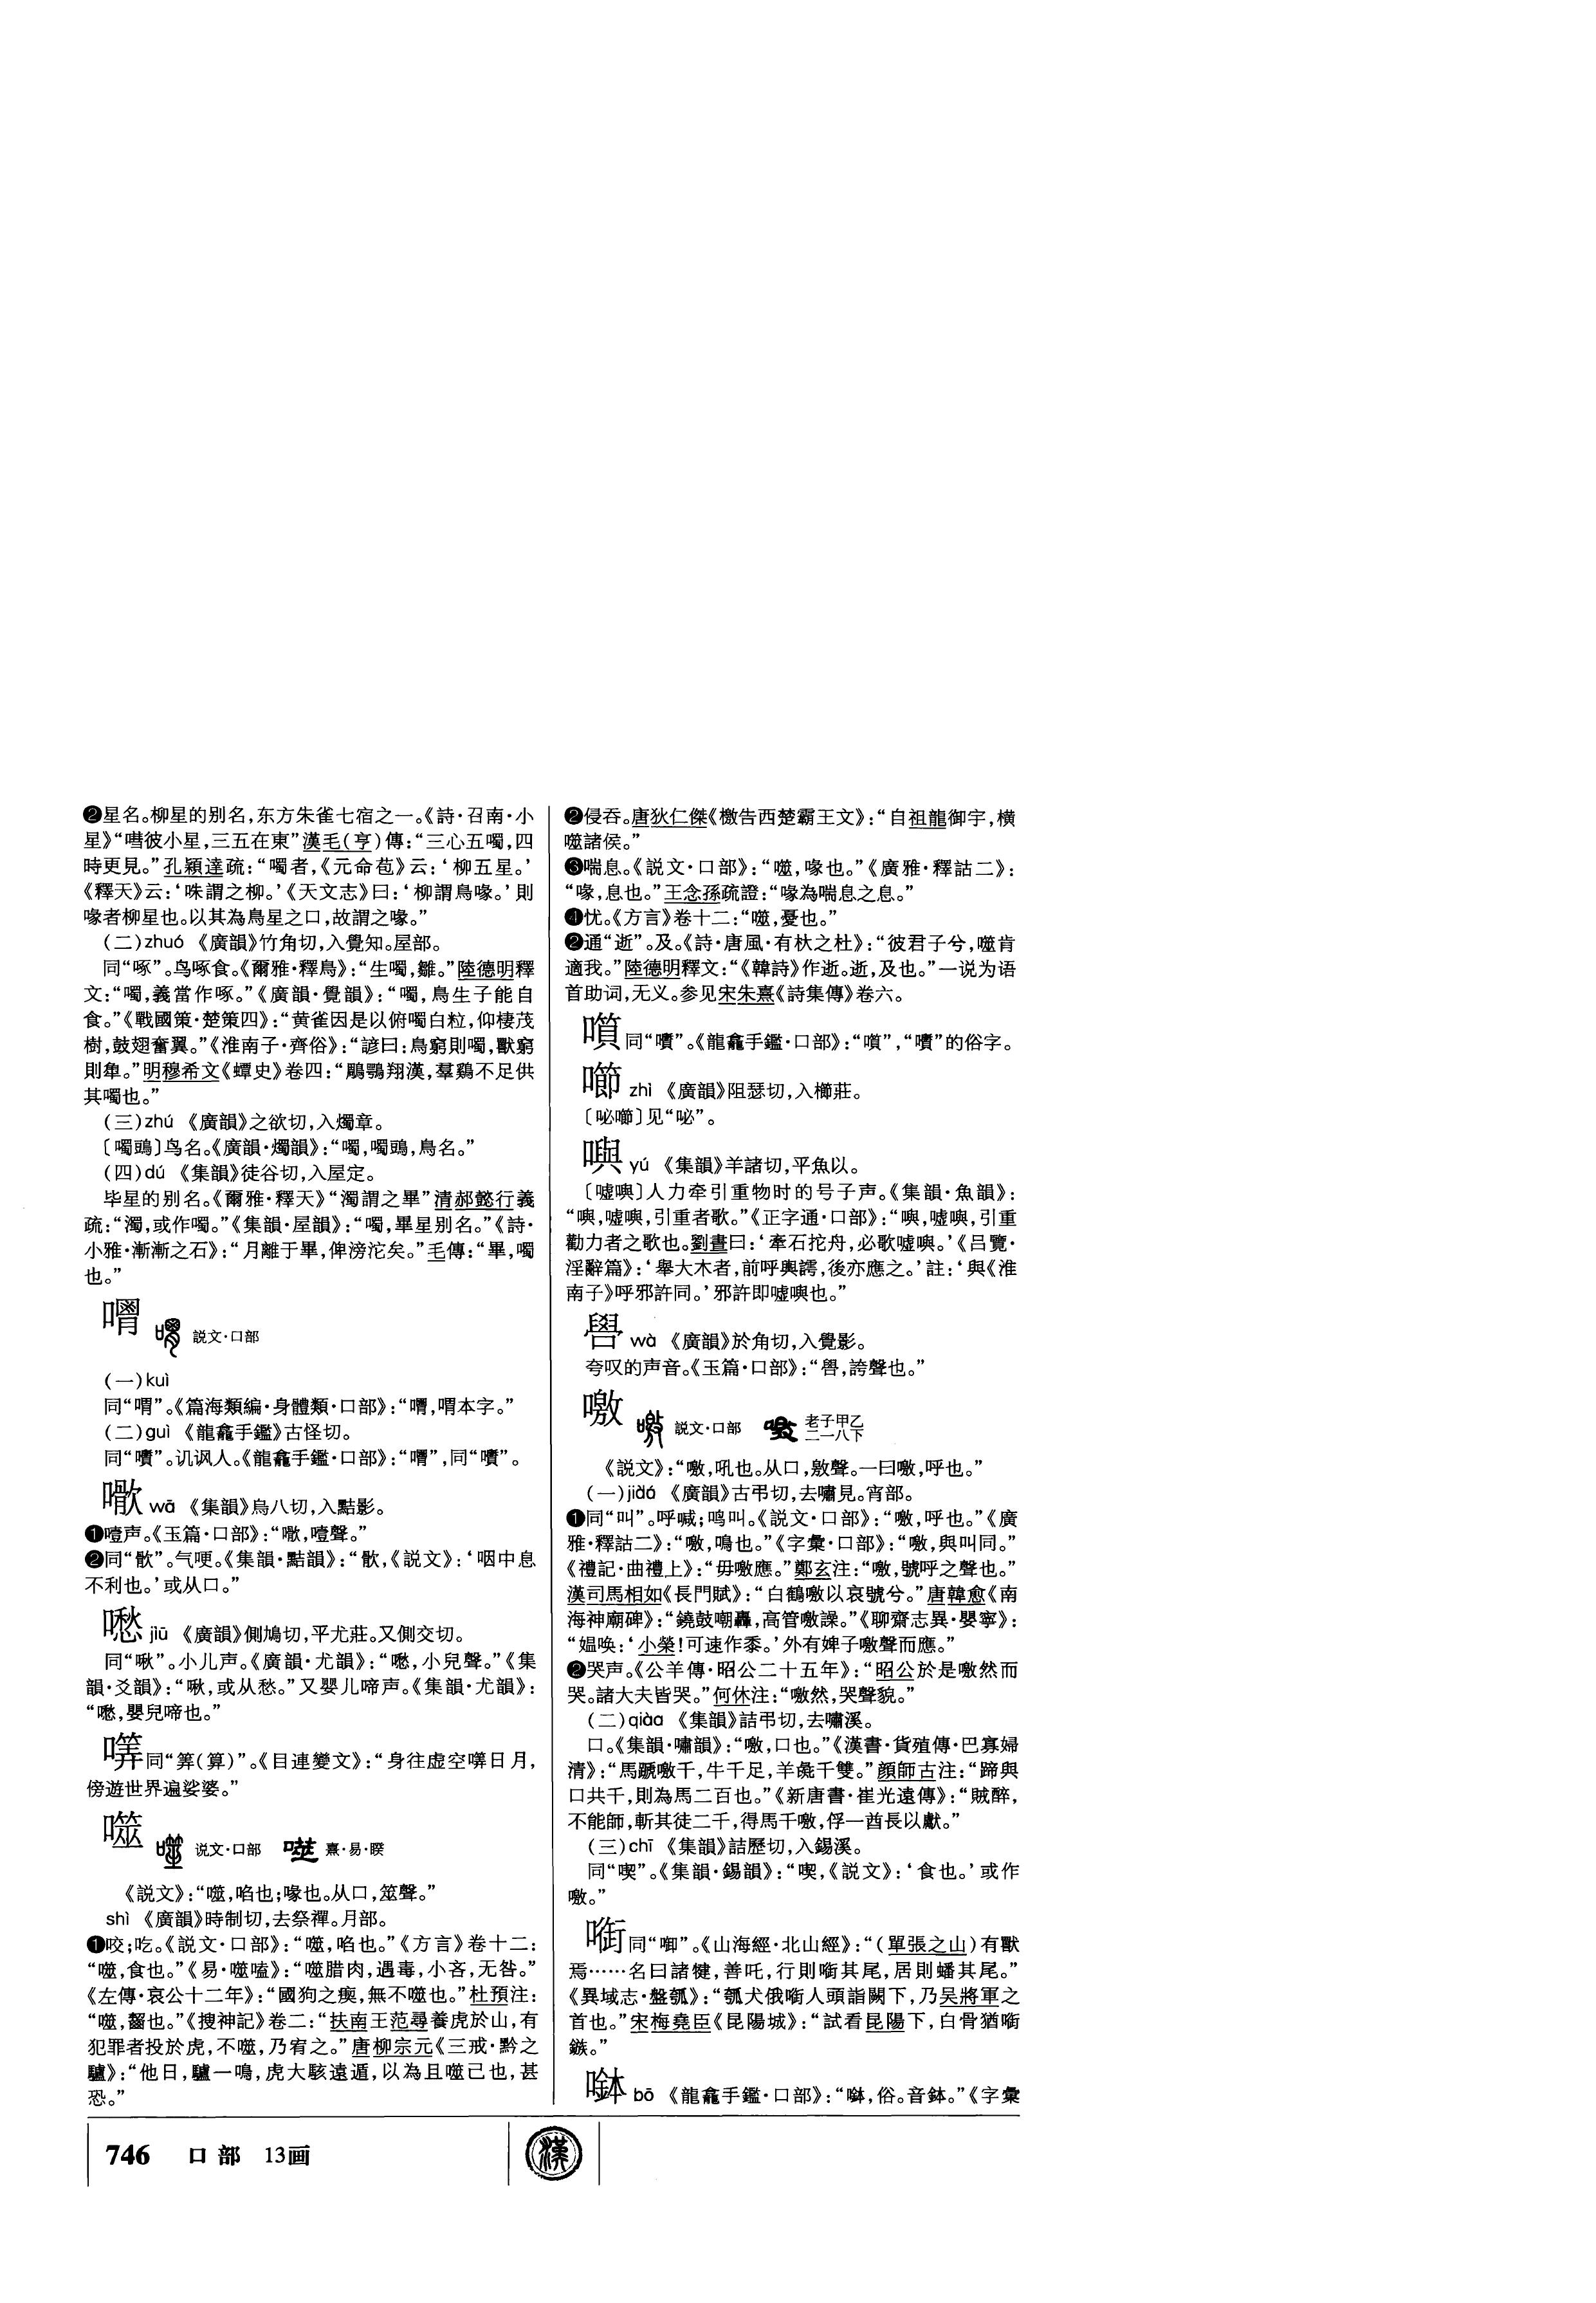 ❷星名。柳星的别名,东方朱雀七宿之一。《詩·召南·小
星》“嘒彼小星,三五在東”漢毛(亨)傳:“三心五噣,四
時更見。”孔穎達疏:“噣者,《元命苞》云:‘柳五星。’
《釋天》云:‘咮謂之柳。’《天文志》曰:‘柳謂鳥喙。’則
喙者柳星也。以其為鳥星之口,故謂之喙。”
(二)zhuó 《廣韻》竹角切,入覺知。屋部。
同“啄”。鸟啄食。《爾雅·釋鳥》:“生噣,雛。”陸德明釋
文:“噣,義當作啄。”《廣韻·覺韻》:“噣,鳥生子能自
食。”《戰國策·楚策四》:“黄雀因是以俯噣白粒,仰棲茂
樹,鼓翅奮翼。”《淮南子·齊俗》:“諺曰:鳥窮則噣,獸窮
則㹠。”明穆希文《蟫史》卷四:“鵰鶚翔漢,羣鷄不足供
其噣也。”
(三)zhú 《廣韻》之欲切,入燭章。
〔噣鴟〕鸟名。《廣韻·燭韻》:“噣,噣鴟,鳥名。”
(四)dú 《集韻》徒谷切,入屋定。
毕星的别名。《爾雅·釋天》“濁謂之畢”清郝懿行義
疏:“濁,或作噣。”《集韻·屋韻》:“噣,畢星别名。”《詩·
小雅·漸漸之石》:“月離于畢,俾滂沱矣。”毛傳:“畢,噣
也。”
説文·口部
(一)kuì
同“喟”。《篇海類編·身體類·口部》:“嘳,喟本字。”
(二)guì 《龍龕手鑑》古怪切。
同“嘳”。讥讽人。《龍龕手鑑·口部》:“”,同“嘳”。
wā 《集韻》烏八切,入黠影。
❶噎声。《玉篇·口部》:“,噎聲。”
❷同“”。气哽。《集韻·黠韻》:“,《説文》:‘咽中息
不利也。’或从口。”
jiū 《廣韻》側鳩切,平尤莊。又側交切。
同“啾”。小儿声。《廣韻·尤韻》:“,小兒聲。”《集
韻·爻韻》:“啾,或从愁。”又婴儿啼声。《集韻·尤韻》:
“,嬰兒啼也。”
同“筭(算)”。《目連變文》:“身往虚空日月,
傍遊世界遍娑婆。”
噬 説文·口部 噬 熹·易·睽
《説文》:“噬,啗也;喙也。从口,筮聲。”
shì 《廣韻》時制切,去祭禪。月部。
❶咬;吃。《説文·口部》:“噬,啗也。”《方言》卷十二:
“噬,食也。”《易·噬嗑》:“噬腊肉,遇毒,小吝,无咎。”
《左傳·哀公十二年》:“國狗之瘈,無不噬也。”杜預注:
“噬,齧也。”《搜神記》卷二:“扶南王范尋養虎於山,有
犯罪者投於虎,不噬,乃宥之。”唐柳宗元《三戒·黔之
驢》:“他日,驢一鳴,虎大駭遠遁,以為且噬己也,甚
恐。”
❷侵吞。唐狄仁傑《檄告西楚霸王文》:“自祖龍御宇,横
噬諸侯。”
❸喘息。《説文·口部》:“噬,喙也。”《廣雅·釋詁二》:
“喙,息也。”王念孫疏證:“喙為喘息之息。”
❹忧。《方言》卷十二:“噬,憂也。”
❷通“逝”。及。《詩·唐風·有杕之杜》:“彼君子兮,噬肯
適我。”陸德明釋文:“《韓詩》作逝。逝,及也。”一说为语
首助词,无义。参见宋朱熹《詩集傳》卷六。
同“嘳”。《龍龕手鑑·口部》:“”,“嘳”的俗字。
㘉 zhì 《廣韻》阻瑟切,入櫛莊。
〔咇㘉〕见“咇”。
㘛 yú 《集韻》羊諸切,平魚以。
〔嘘㘛〕人力牵引重物时的号子声。《集韻·魚韻》:
“㘛,嘘㘛,引重者歌。”《正字通·口部》:“㘛,嘘㘛,引重
勸力者之歌也。劉晝曰:‘牽石拕舟,必歌嘘㘛。’《吕覽·
淫辭篇》:‘舉大木者,前呼輿謣,後亦應之。’註:‘與《淮
南子》呼邪許同。’邪許即嘘㘛也。”
wà 《廣韻》於角切,入覺影。
夸叹的声音。《玉篇·口部》:“,誇聲也。”
噭 説文·口部 噭 老子甲乙
二一八下
《説文》:“噭,吼也。从口,敫聲。一曰噭,呼也。”
(一)jiào 《廣韻》古弔切,去嘯見。宵部。
❶同“叫”。呼喊;鸣叫。《説文·口部》:“噭,呼也。”《廣
雅·釋詁二》:“噭,鳴也。”《字彙·口部》:“噭,與叫同。”
《禮記·曲禮上》:“毋噭應。”鄭玄注:“噭,號呼之聲也。”
漢司馬相如《長門賦》:“白鶴噭以哀號兮。”唐韓愈《南
海神廟碑》:“鐃鼓嘲轟,高管噭譟。”《聊齋志異·嬰寧》:
“媪唤:‘小榮!可速作黍。’外有婢子噭聲而應。”
❷哭声。《公羊傳·昭公二十五年》:“昭公於是噭然而
哭。諸大夫皆哭。”何休注:“噭然,哭聲貌。”
(二)qiào 《集韻》詰弔切,去嘯溪。
口。《集韻·嘯韻》:“噭,口也。”《漢書·貨殖傳·巴寡婦
清》:“馬蹏噭千,牛千足,羊彘千雙。”顔師古注:“蹄與
口共千,則為馬二百也。”《新唐書·崔光遠傳》:“賊醉,
不能師,斬其徒二千,得馬千噭,俘一酋長以獻。”
(三)chī 《集韻》詰歷切,入錫溪。
同“喫”。《集韻·錫韻》:“喫,《説文》:‘食也。’或作
噭。”
㘅同“啣”。《山海經·北山經》:“(單張之山)有獸
焉……名曰諸犍,善吒,行則㘅其尾,居則蟠其尾。”
《異域志·盤瓠》:“瓠犬俄㘅人頭詣闕下,乃吴將軍之
首也。”宋梅堯臣《昆陽城》:“試看昆陽下,白骨猶㘅
鏃。”
bō 《龍龕手鑑·口部》:“,俗。音鉢。”《字彙
746 口部 13画
漢